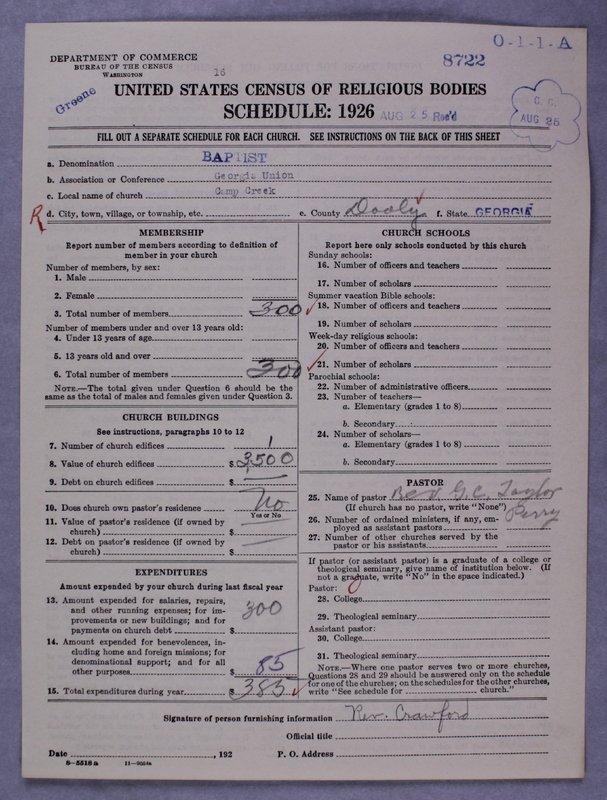 O-1-1-A
DEPARTMENT OF COMMERCE
BUREAU OF THE CENSUS
WASHINGTON
16
8722
Greene
UNITED STATES CENSUS OF RELIGIOUS BODIES
SCHEDULE: 1926
AUG 25 Rec'd
C. C.
AUG 25
FILL OUT A SEPARATE SCHEDULE FOR EACH CHURCH. SEE INSTRUCTIONS ON THE BACK OF THIS SHEET
a. Denomination BAPTIST
b. Association or Conference Georgia Union
c. Local name of church Camp Creek
R d. City, town, village, or township, etc. e. County Dooly f. State GEORGIA
MEMBERSHIP
Report number of members according to definition of
member in your church
Number of members, by sex:
1. Male
2. Female
3. Total number of members 300
Number of members under and over 13 years old:
4. Under 13 years of age
5. 13 years old and over
6. Total number of members 300
NOTE.—The total given under Question 6 should be the
same as the total of males and females given under Question 3.
CHURCH BUILDINGS
See instructions, paragraphs 10 to 12
7. Number of church edifices 1
8. Value of church edifices $ 3,500
9. Debt on church edifices $ —
10. Does church own pastor's residence No
Yes or No
11. Value of pastor's residence (if owned by
church) $
12. Debt on pastor's residence (if owned by
church) $
EXPENDITURES
Amount expended by your church during last fiscal year
13. Amount expended for salaries, repairs,
and other running expenses; for im-
provements or new buildings; and for
payments on church debt $ 300
14. Amount expended for benevolences, in-
cluding home and foreign missions; for
denominational support; and for all
other purposes $ 85
15. Total expenditures during year $ 385
CHURCH SCHOOLS
Report here only schools conducted by this church
Sunday schools:
16. Number of officers and teachers
17. Number of scholars
Summer vacation Bible schools:
18. Number of officers and teachers
19. Number of scholars
Week-day religious schools:
20. Number of officers and teachers
21. Number of scholars
Parochial schools:
22. Number of administrative officers
23. Number of teachers—
a. Elementary (grades 1 to 8)
b. Secondary
24. Number of scholars—
a. Elementary (grades 1 to 8)
b. Secondary
PASTOR
25. Name of pastor Rev. G. C. Taylor
(If church has no pastor, write "None") Perry
26. Number of ordained ministers, if any, em-
ployed as assistant pastors
27. Number of other churches served by the
pastor or his assistants
If pastor (or assistant pastor) is a graduate of a college or
theological seminary, give name of institution below. (If
not a graduate, write "No" in the space indicated.)
Pastor:
28. College
29. Theological seminary
Assistant pastor:
30. College
31. Theological seminary
NOTE.—Where one pastor serves two or more churches,
Questions 28 and 29 should be answered only on the schedule
for one of the churches; on the schedules for the other churches,
write "See schedule for church."
Signature of person furnishing information Rev. Crawford
Official title
Date , 192 P. O. Address
8—5518a 11—9054a